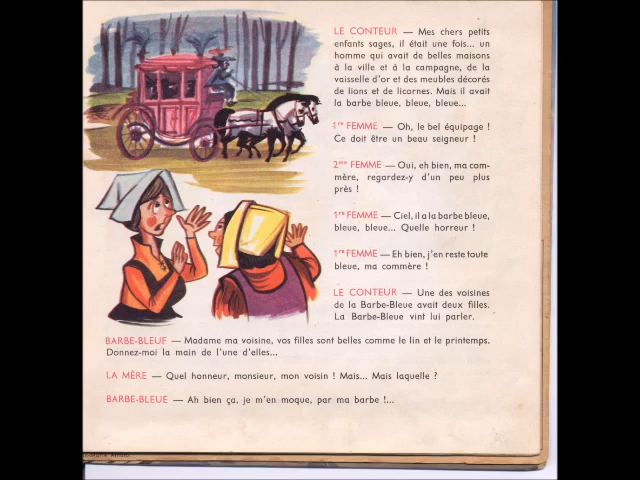 LE CONTEUR — Mes chers petits
enfants sages, il était une fois... un
homme qui avait de belles maisons
à la ville et à la campagne, de la
vaisselle d'or et des meubles décorés
de lions et de licornes. Mais il avait
la barbe bleue, bleue, bleue...
1re FEMME — Oh, le bel équipage !
Ce doit être un beau seigneur !
2me FEMME — Oui, eh bien, ma com-
mère, regardez-y d'un peu plus
près !
1re FEMME — Ciel, il a la barbe bleue,
bleue, bleue... Quelle horreur !
1re FEMME — Eh bien, j'en reste toute
bleue, ma commère !
LE CONTEUR — Une des voisines
de la Barbe-Bleue avait deux filles.
La Barbe-Bleue vint lui parler.
BARBE-BLEUE — Madame ma voisine, vos filles sont belles comme le lin et le printemps.
Donnez-moi la main de l'une d'elles...
LA MÈRE — Quel honneur, monsieur, mon voisin ! Mais... Mais laquelle ?
BARBE-BLEUE — Ah bien ça, je m'en moque, par ma barbe !...